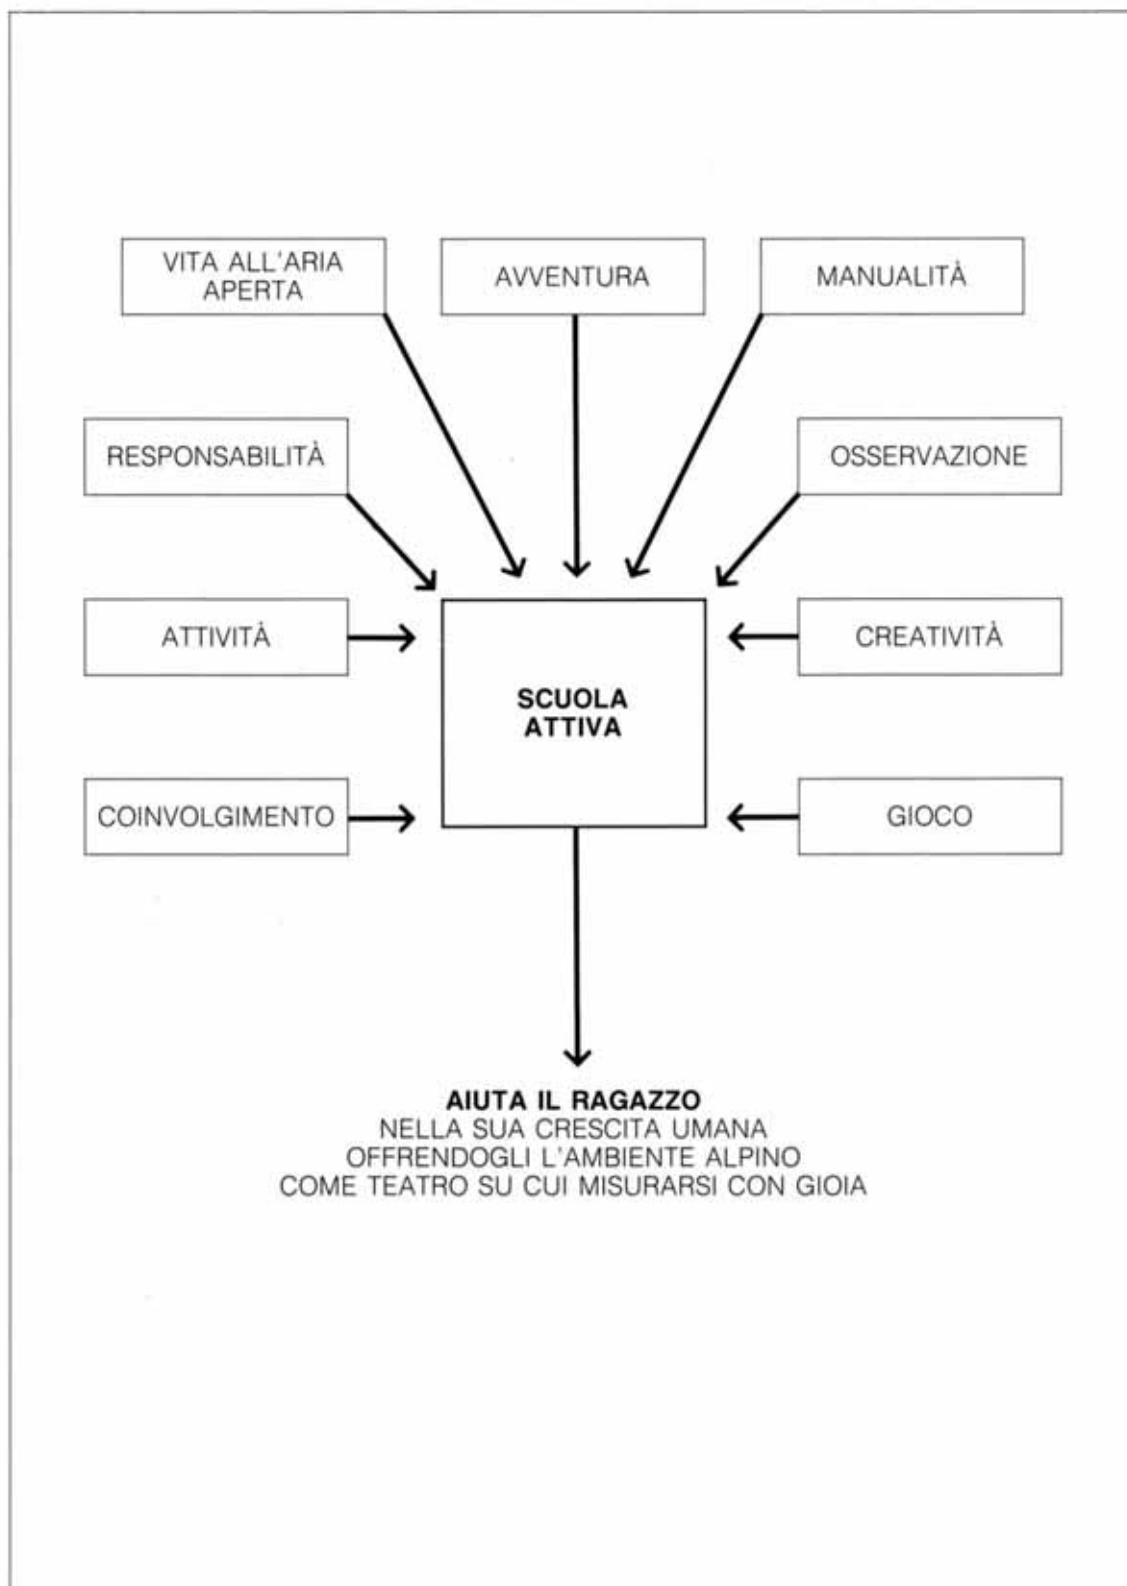 VITA ALL'ARIA
APERTA
AVVENTURA
MANUALITÀ
RESPONSABILITÀ
OSSERVAZIONE
ATTIVITÀ
CREATIVITÀ
SCUOLA
ATTIVA
COINVOLGIMENTO
GIOCO
AIUTA IL RAGAZZO
NELLA SUA CRESCITA UMANA
OFFRENDOGLI L'AMBIENTE ALPINO
COME TEATRO SU CUI MISURARSI CON GIOIA